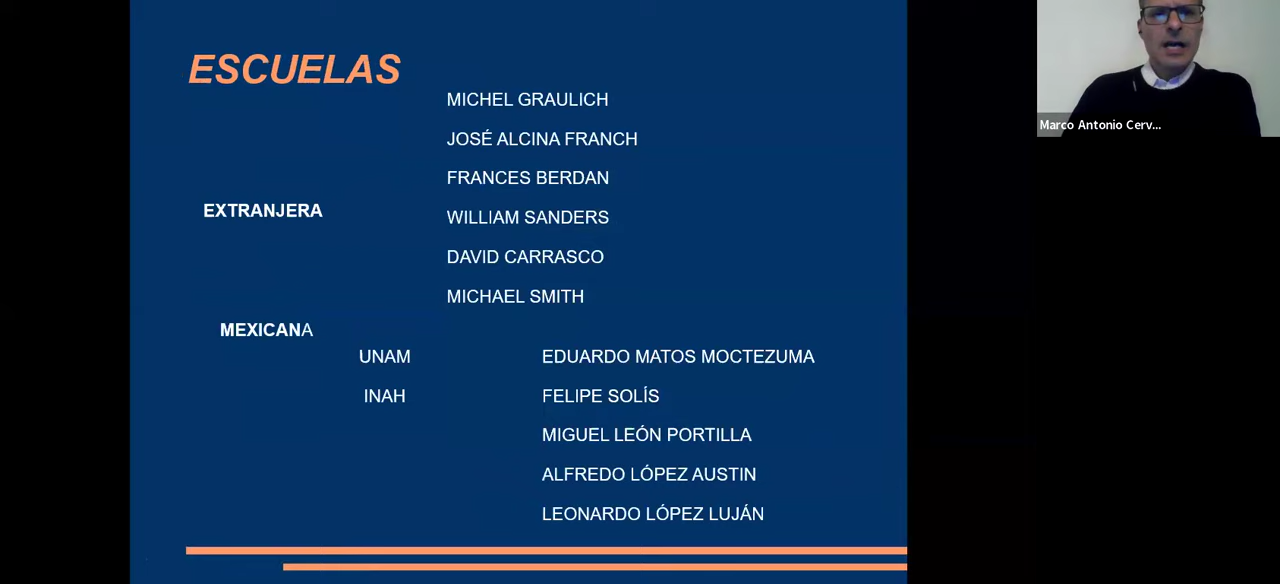 ESCUELAS
MICHEL GRAULICH
JOSÉ ALCINA FRANCH
FRANCES BERDAN
EXTRANJERA
WILLIAM SANDERS
DAVID CARRASCO
MICHAEL SMITH
MEXICANA
UNAM EDUARDO MATOS MOCTEZUMA
INAH FELIPE SOLÍS
MIGUEL LEÓN PORTILLA
ALFREDO LÓPEZ AUSTIN
LEONARDO LÓPEZ LUJÁN
Marco Antonio Cerv...